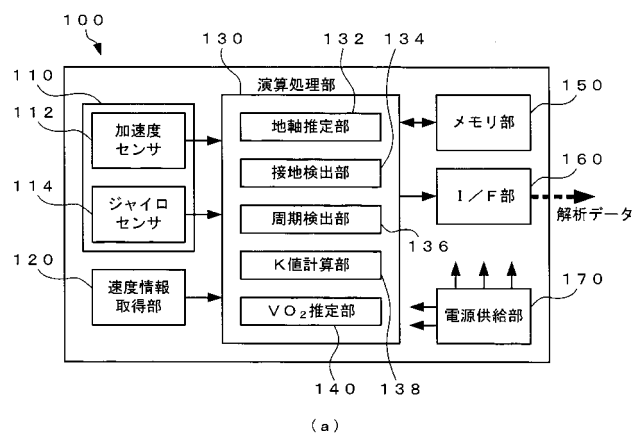 100
110
130
132
134
演算処理部
150
112
加速度
センサ
地軸推定部
メモリ部
接地検出部
160
114
ジャイロ
センサ
I/F部
周期検出部
解析データ
136
120
K値計算部
170
速度情報
取得部
VO₂推定部
電源供給部
140
138
(a)